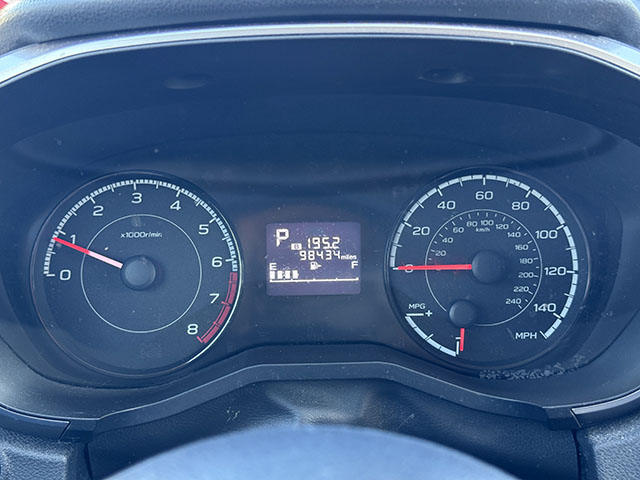 0 1 2 3 4 5 6 7 8
x1000r/min
P
B 195.2
98434 miles
E F
0 20 40 60 80 100 120 140
MPH
20 40 60 80 100 120 140 160 180 200 220 240
km/h
MPG
- +